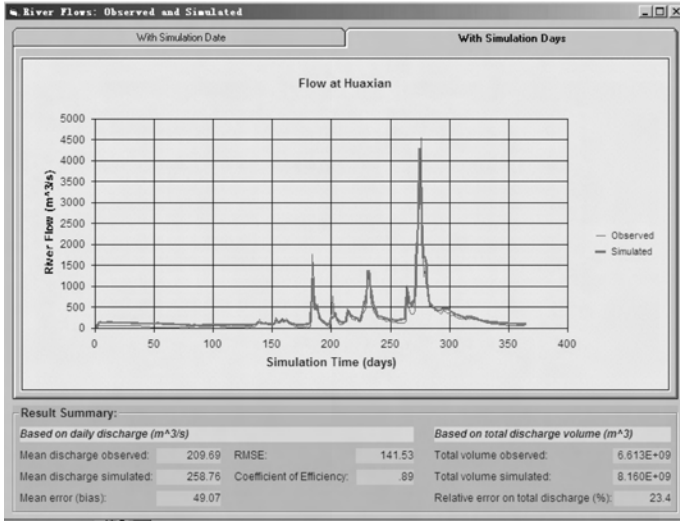 River Flows: Observed and Simulated
With Simulation Date
With Simulation Days
Flow at Huaxian
5000
4500
4000
3500
3000
2500
2000
1500
1000
500
0
River Flow (m^3/s)
0 50 100 150 200 250 300 350 400
Simulation Time (days)
Observed
Simulated
Result Summary:
Based on daily discharge (m^3/s)
Based on total discharge volume (m^3)
Mean discharge observed: 209.69 RMSE: 141.53 Total volume observed: 6.613E+09
Mean discharge simulated: 258.76 Coefficient of Efficiency: .89 Total volume simulated: 8.160E+09
Mean error (bias): 49.07 Relative error on total discharge (%): 23.4